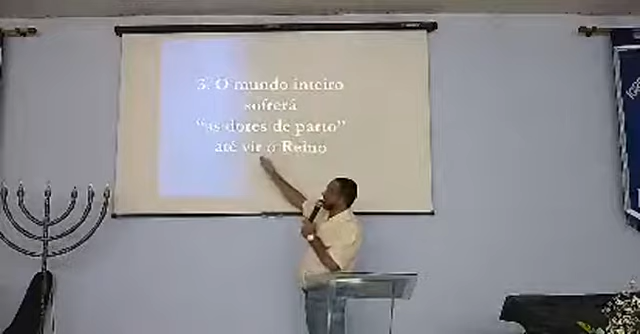 3. O mundo inteiro
sofrerá
“as dores de parto”
até vir o Reino